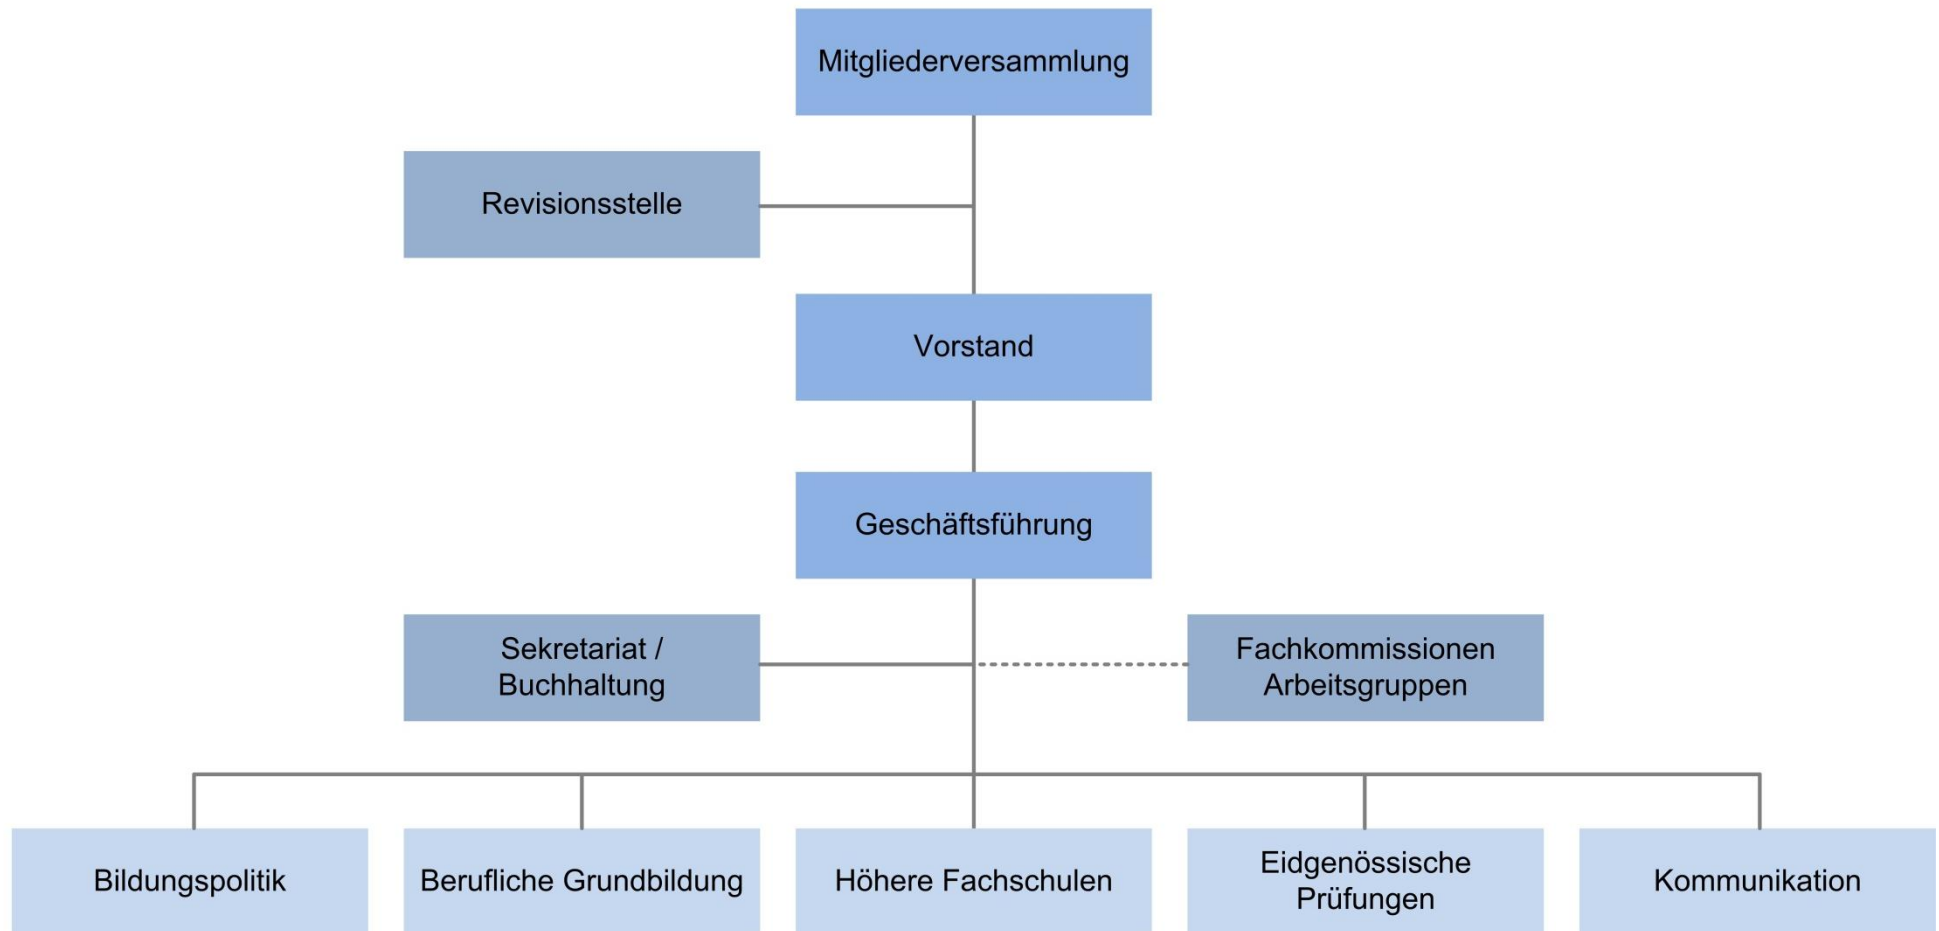 Mitgliederversammlung
Revisionsstelle
Vorstand
Geschäftsführung
Sekretariat /
Buchhaltung
Fachkommissionen
Arbeitsgruppen
Bildungspolitik
Berufliche Grundbildung
Höhere Fachschulen
Eidgenössische
Prüfungen
Kommunikation